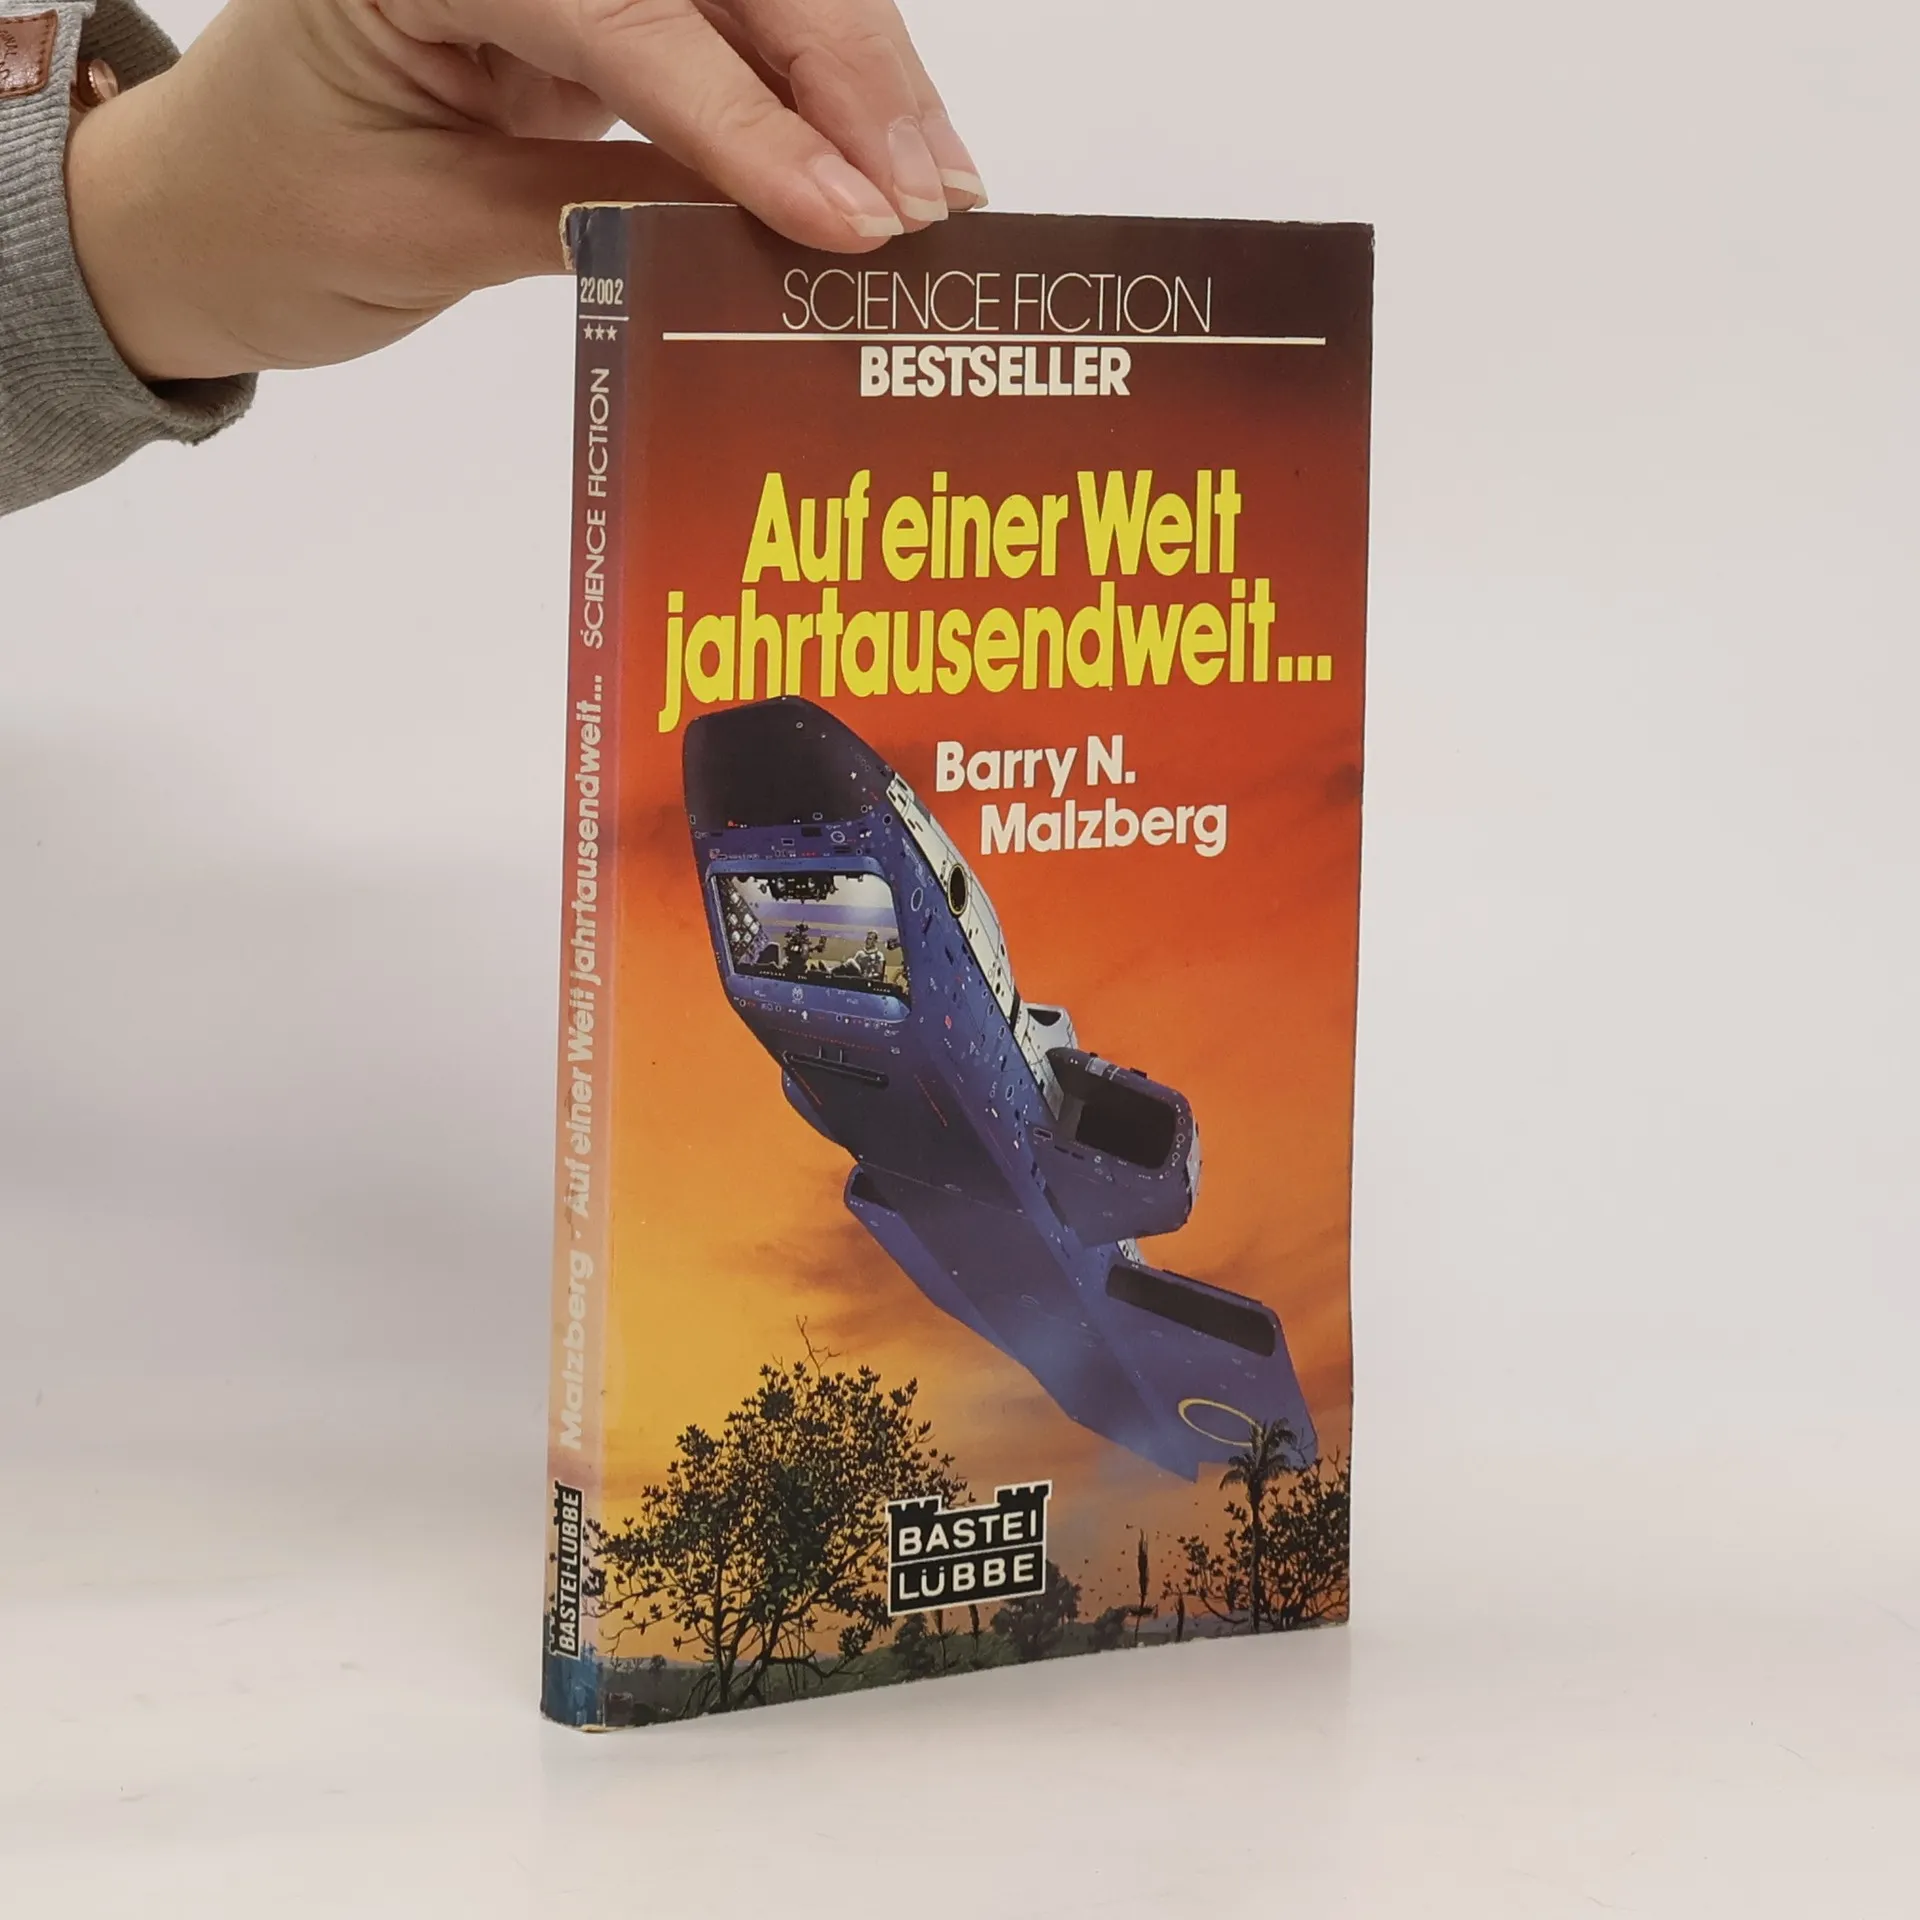 22002
***
SCIENCE FICTION
Malzberg · Auf einer Welt jahrtausendweit...
BASTEI-LÜBBE
SCIENCE FICTION
BESTSELLER
Auf einer Welt
jahrtausendweit...
Barry N.
Malzberg
BASTEI
LÜBBE